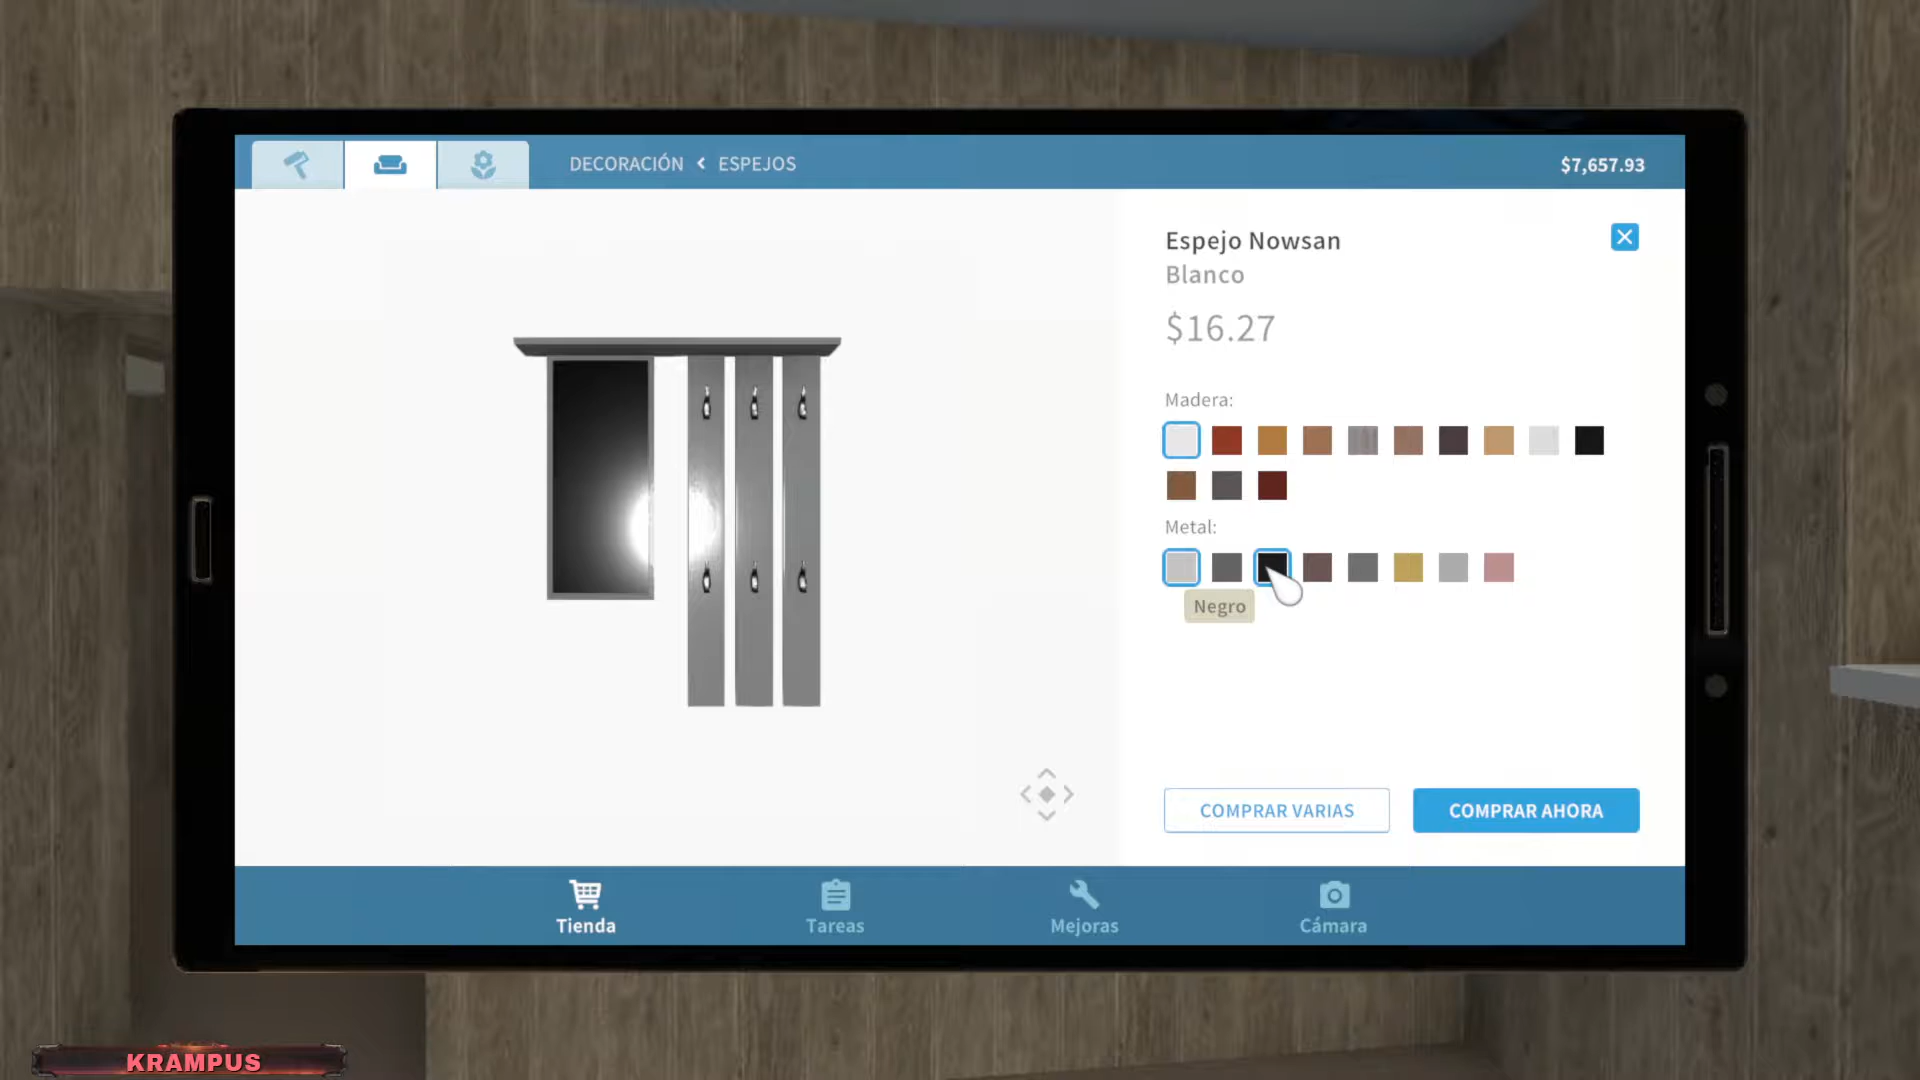 DECORACIÓN < ESPEJOS
$7,657.93
Espejo Nowsan
Blanco
$16.27
Madera:
Metal:
Negro
COMPRAR VARIAS
COMPRAR AHORA
Tienda
Tareas
Mejoras
Cámara
KRAMPUS